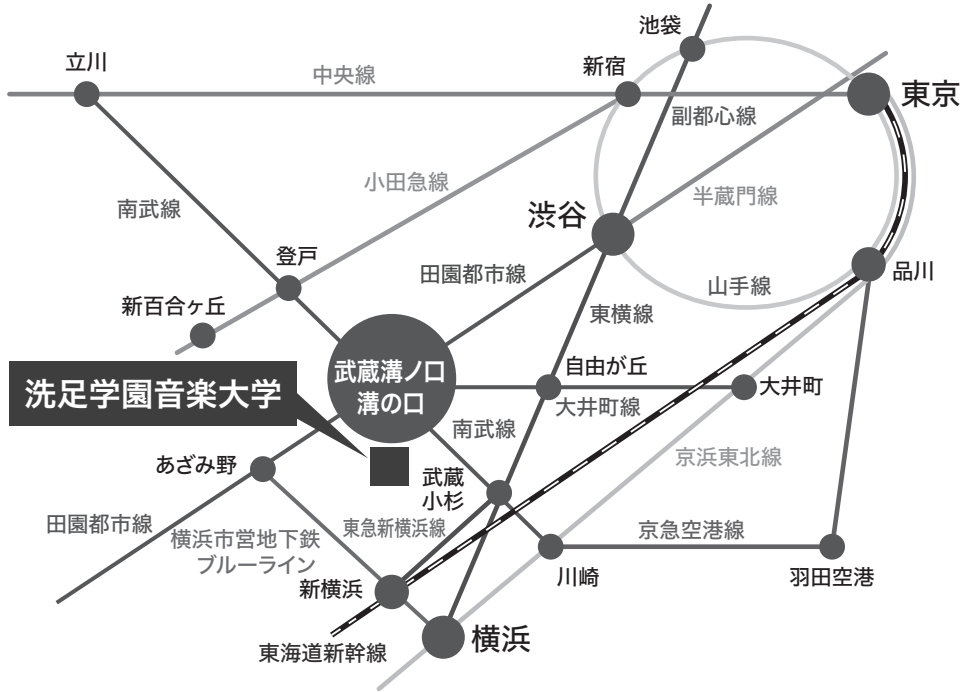 池袋
立川
中央線
新宿
東京
副都心線
小田急線
半蔵門線
南武線
渋谷
登戸
田園都市線
山手線
品川
新百合ヶ丘
東横線
武蔵溝ノ口
溝の口
自由が丘
大井町
洗足学園音楽大学
大井町線
南武線
あざみ野
武蔵
小杉
京浜東北線
田園都市線
横浜市営地下鉄
ブルーライン
東急新横浜線
京急空港線
新横浜
川崎
羽田空港
東海道新幹線
横浜